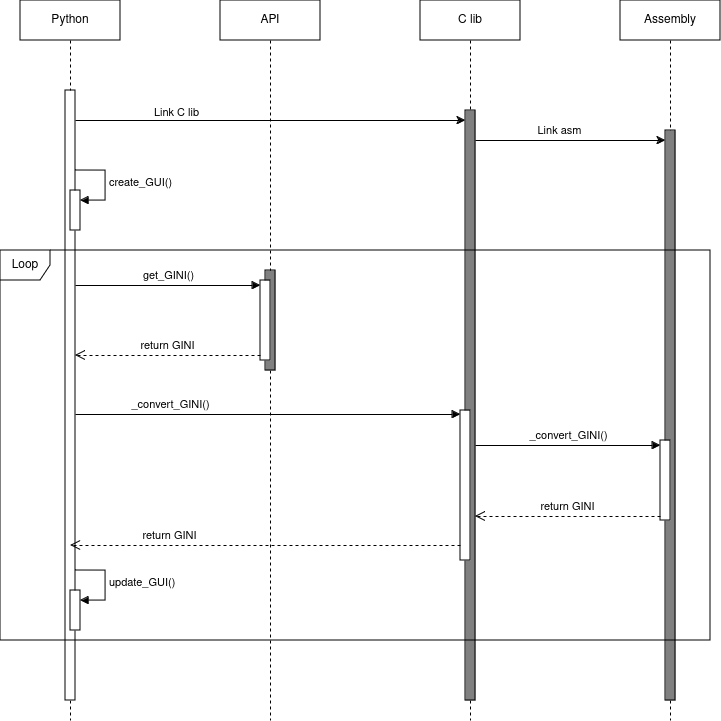 Python
API
C lib
Assembly
Link C lib
Link asm
create_GUI()
Loop
get_GINI()
return GINI
_convert_GINI()
_convert_GINI()
return GINI
return GINI
update_GUI()